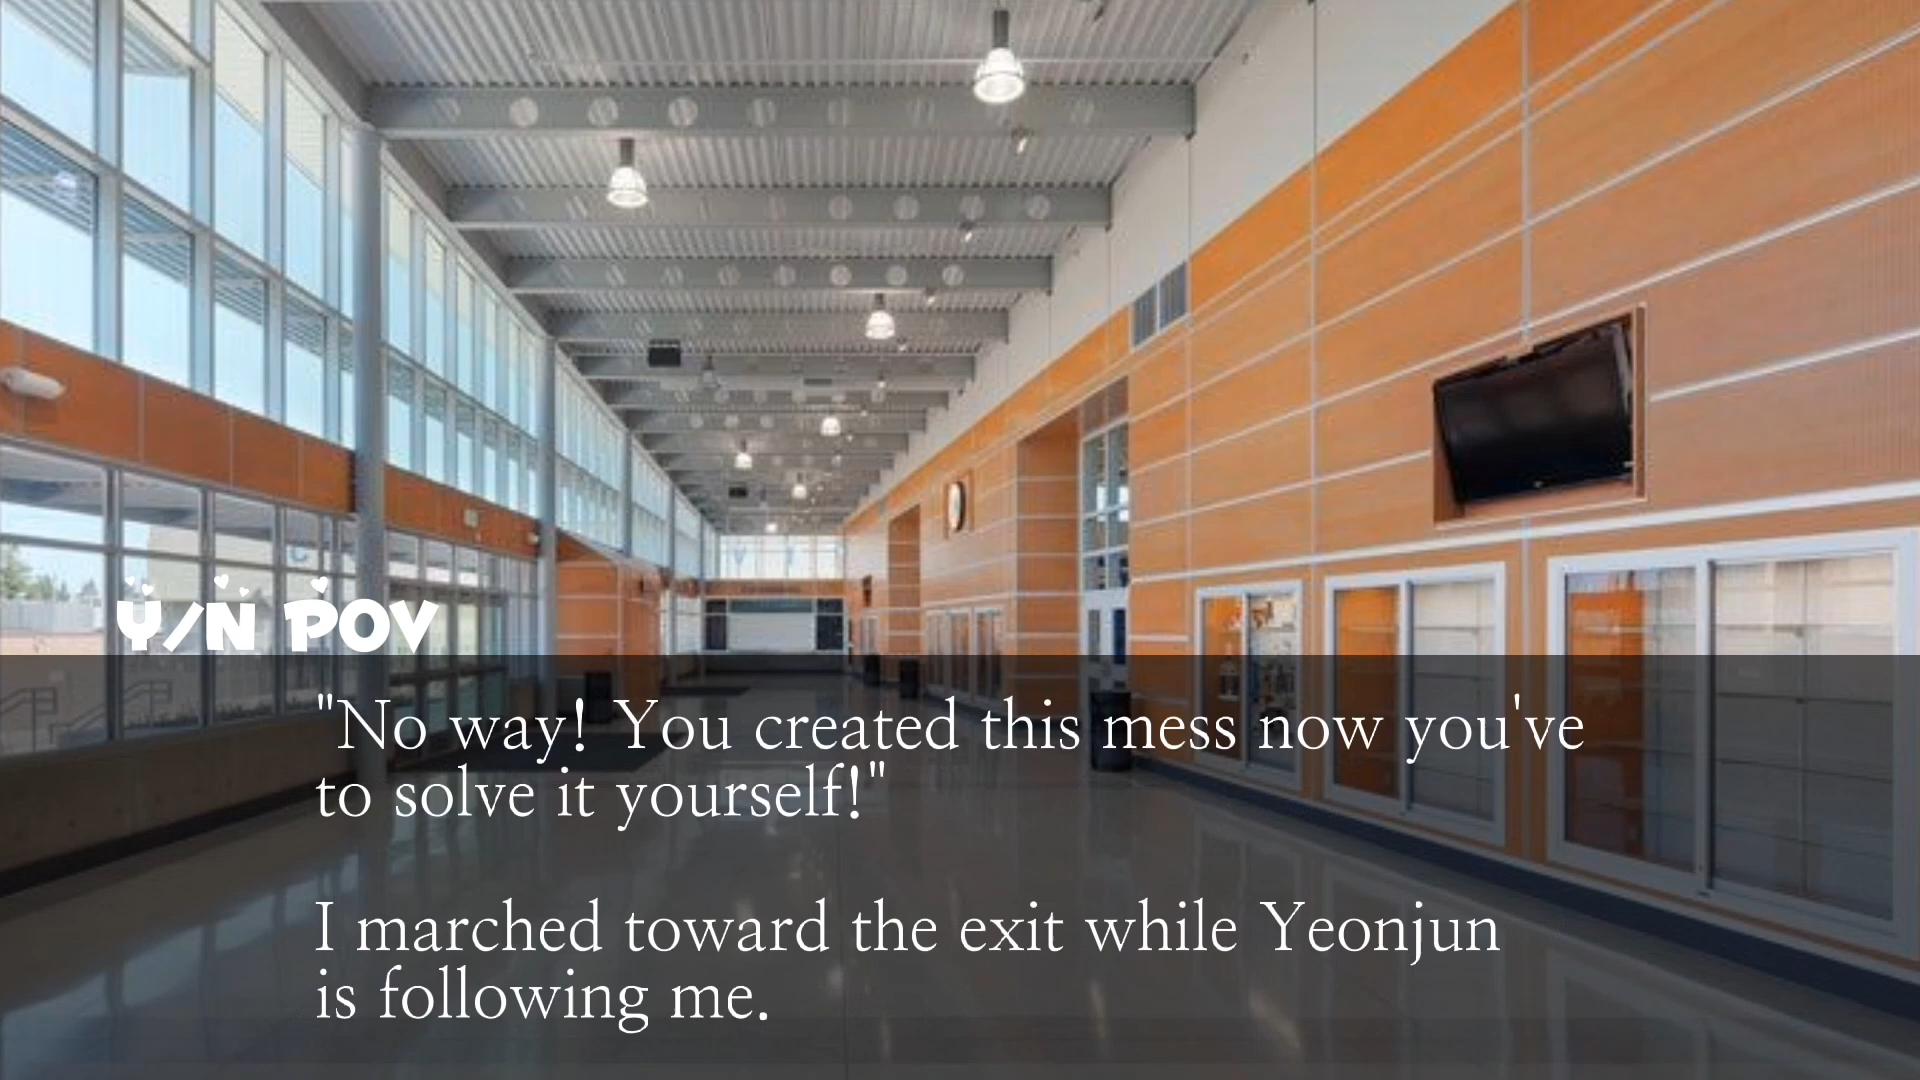 Y/N POV
"No way! You created this mess now you've
to solve it yourself!"
I marched toward the exit while Yeonjun
is following me.